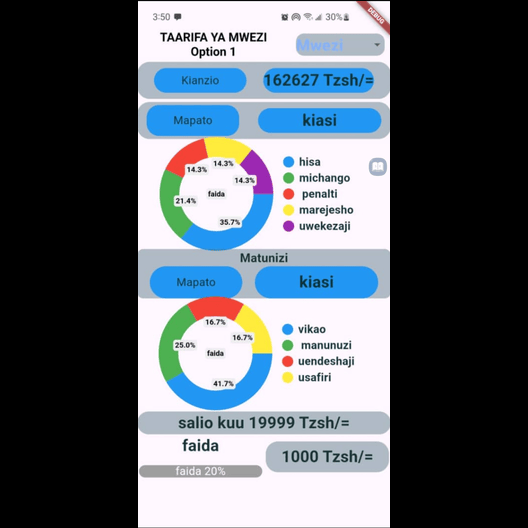 3:50
30%
DEBUG
TAARIFA YA MWEZI
Option 1
Mwezi
Kianzio
162627 Tzsh/=
Mapato
kiasi
14.3%
14.3%
14.3%
21.4%
35.7%
faida
hisa
michango
penalti
marejesho
uwekezaji
Matunizi
Mapato
kiasi
16.7%
16.7%
25.0%
41.7%
faida
vikao
manunuzi
uendeshaji
usafiri
salio kuu 19999 Tzsh/=
faida
1000 Tzsh/=
faida 20%